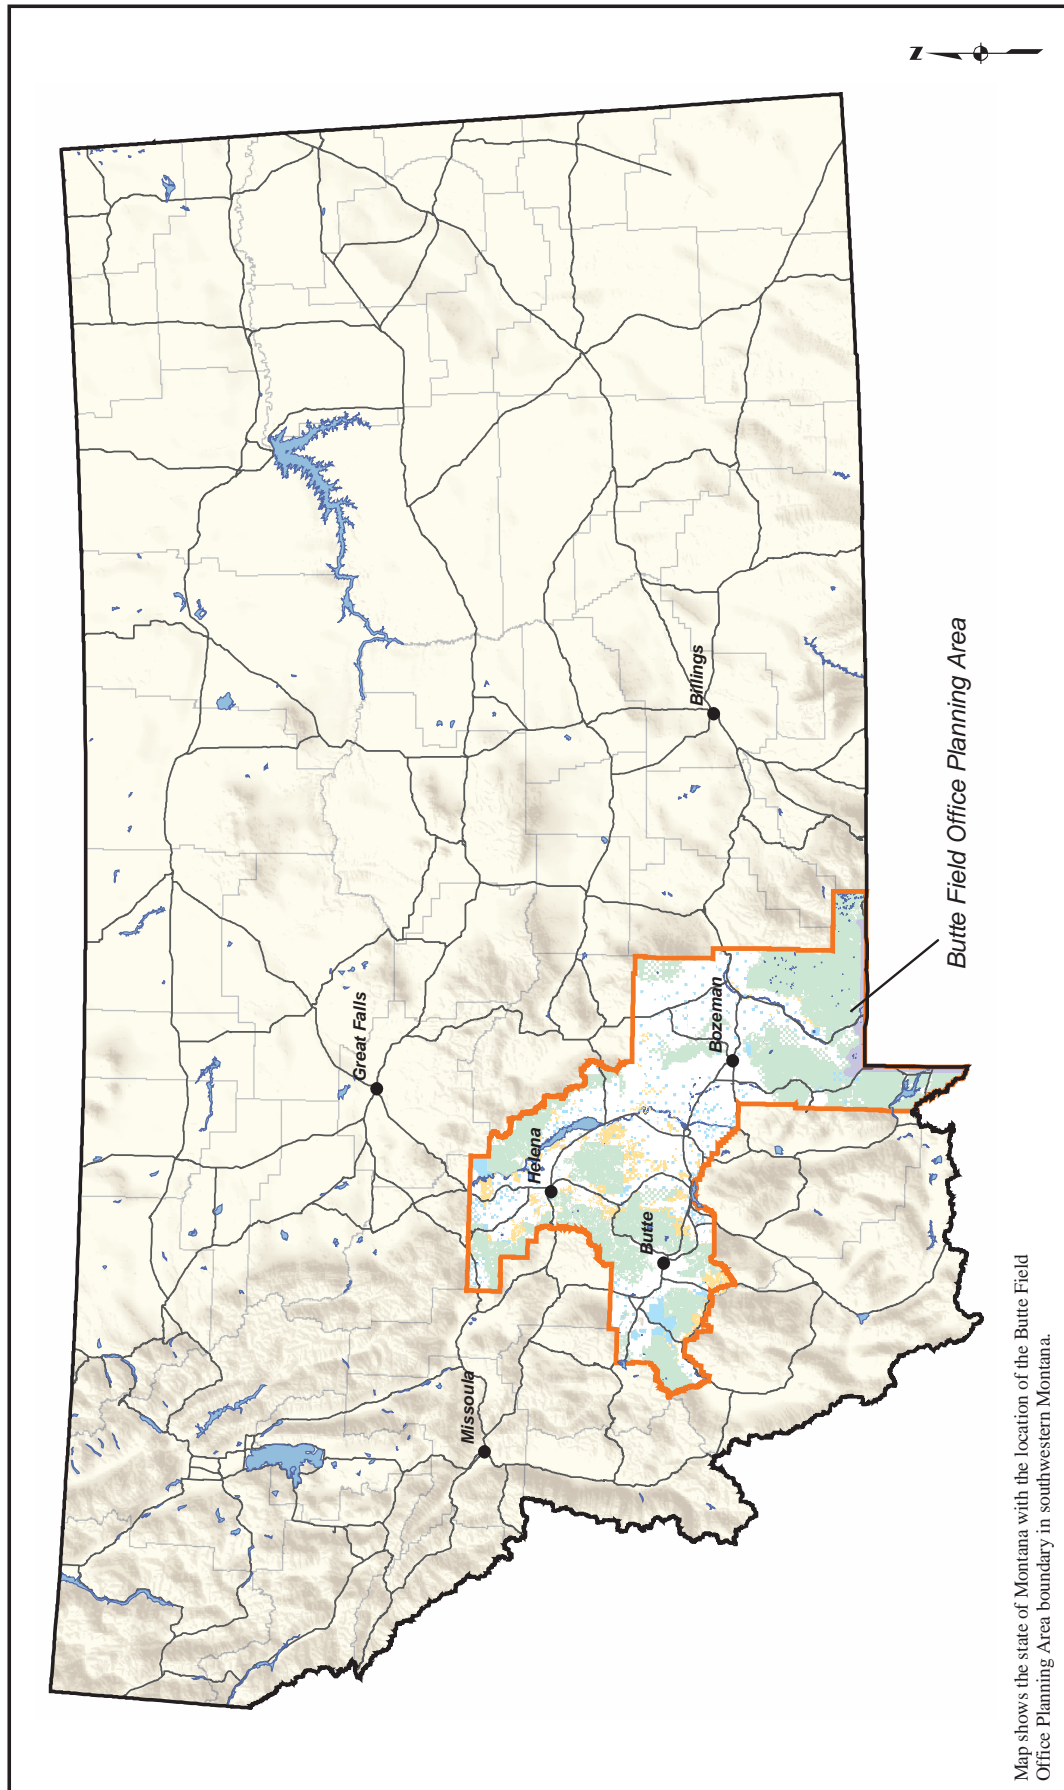 N
Great Falls
Missoula
Helena
Butte
Bozeman
Billings
Butte Field Office Planning Area
Map shows the state of Montana with the location of the Butte Field
Office Planning Area boundary in southwestern Montana.